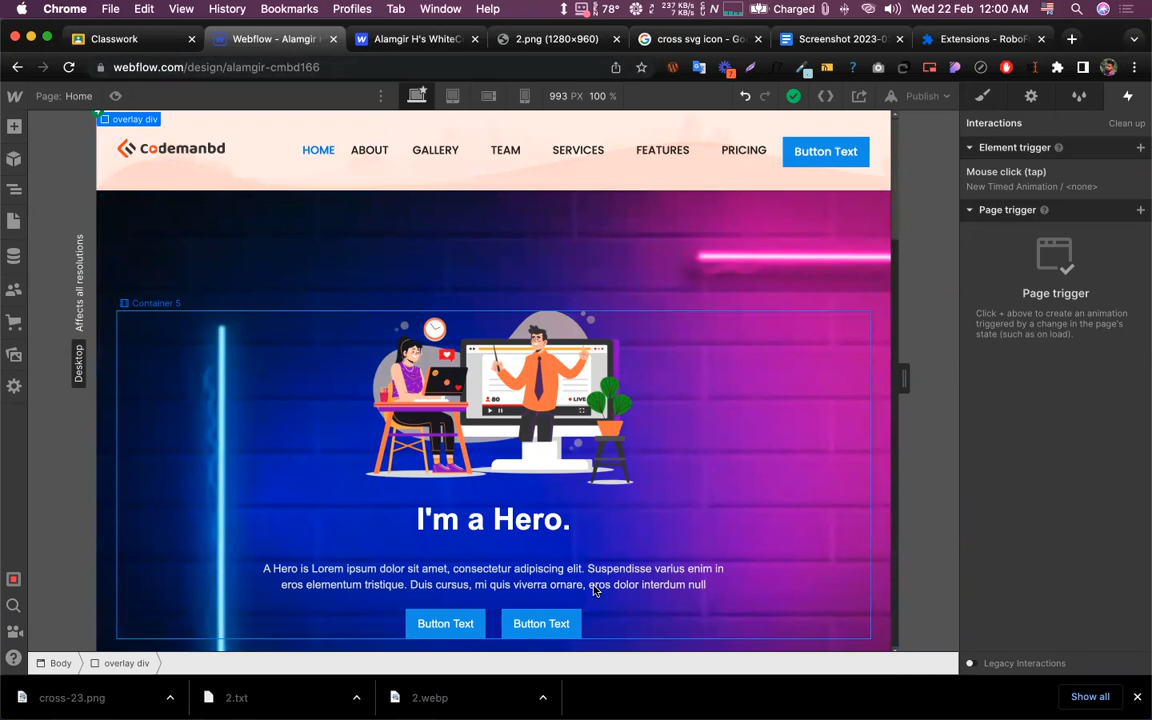 Chrome File Edit View History Bookmarks Profiles Tab Window Help 78° 237 KB/s Charged Wed 22 Feb 12:00 AM
Classwork
Webflow - Alamgir H
Alamgir H's WhiteC
2.png (1280×960)
cross svg icon - Go
Screenshot 2023-0
Extensions - RoboF
webflow.com/design/alamgir-cmbd166
Page: Home
993 PX 100 %
Publish
overlay div
codemanbd
HOME ABOUT GALLERY TEAM SERVICES FEATURES PRICING Button Text
Interactions Clean up
Element trigger
Mouse click (tap)
New Timed Animation / <none>
Page trigger
Page trigger
Click + above to create an animation
triggered by a change in the page's
state (such as on load).
Affects all resolutions
Desktop
Container 5
80 LIVE
I'm a Hero.
A Hero is Lorem ipsum dolor sit amet, consectetur adipiscing elit. Suspendisse varius enim in
eros elementum tristique. Duis cursus, mi quis viverra ornare, eros dolor interdum null
Button Text Button Text
Body overlay div
Legacy Interactions
cross-23.png
2.txt
2.webp
Show all